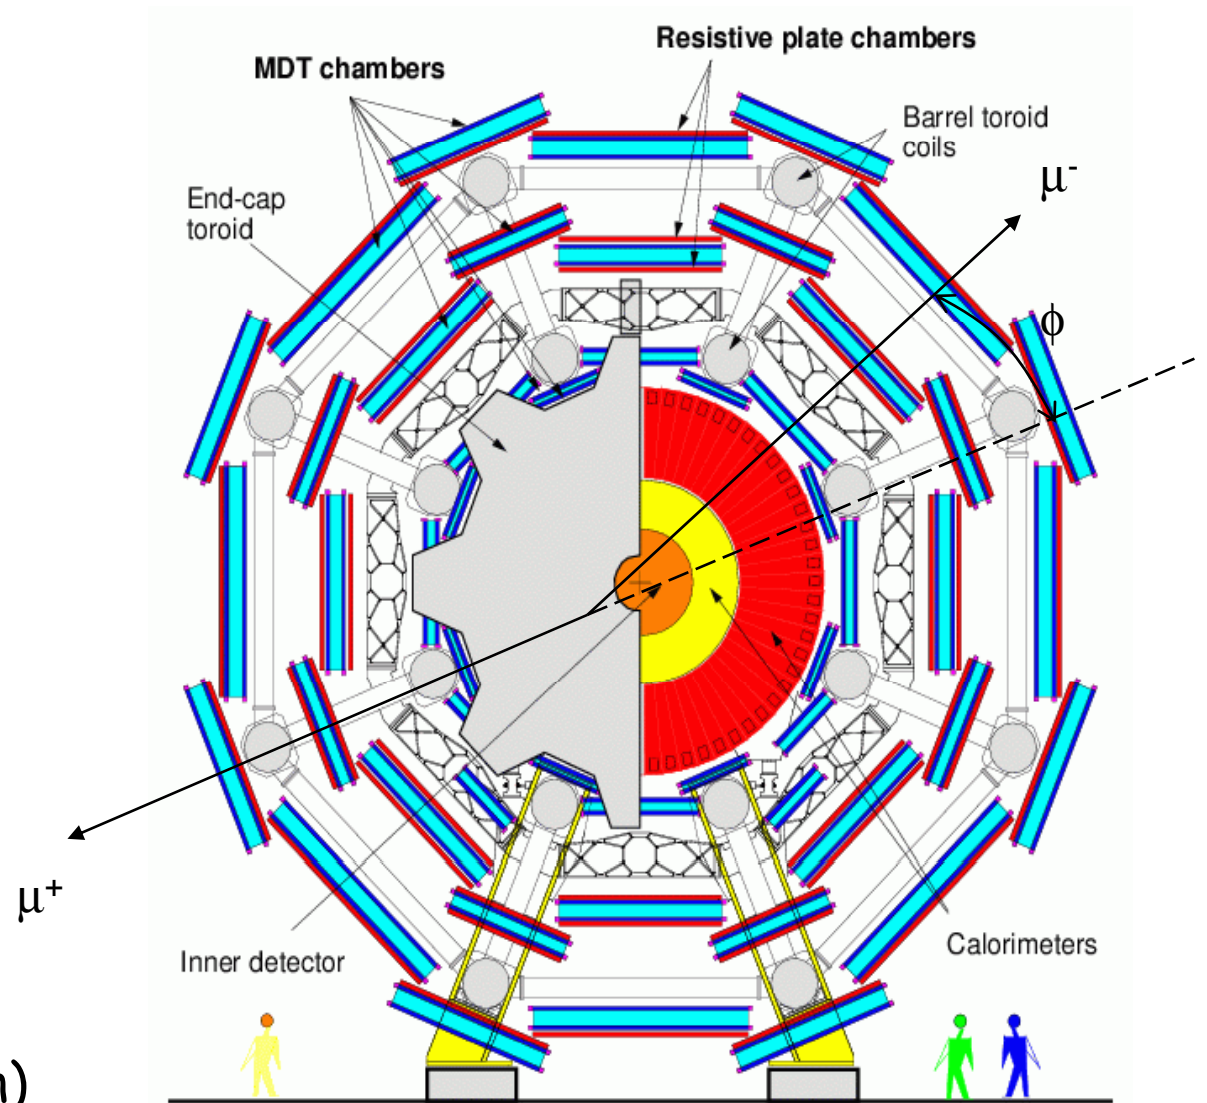 Resistive plate chambers
MDT chambers
Barrel toroid
coils
μ-
End-cap
toroid
ϕ
μ+
Inner detector
Calorimeters